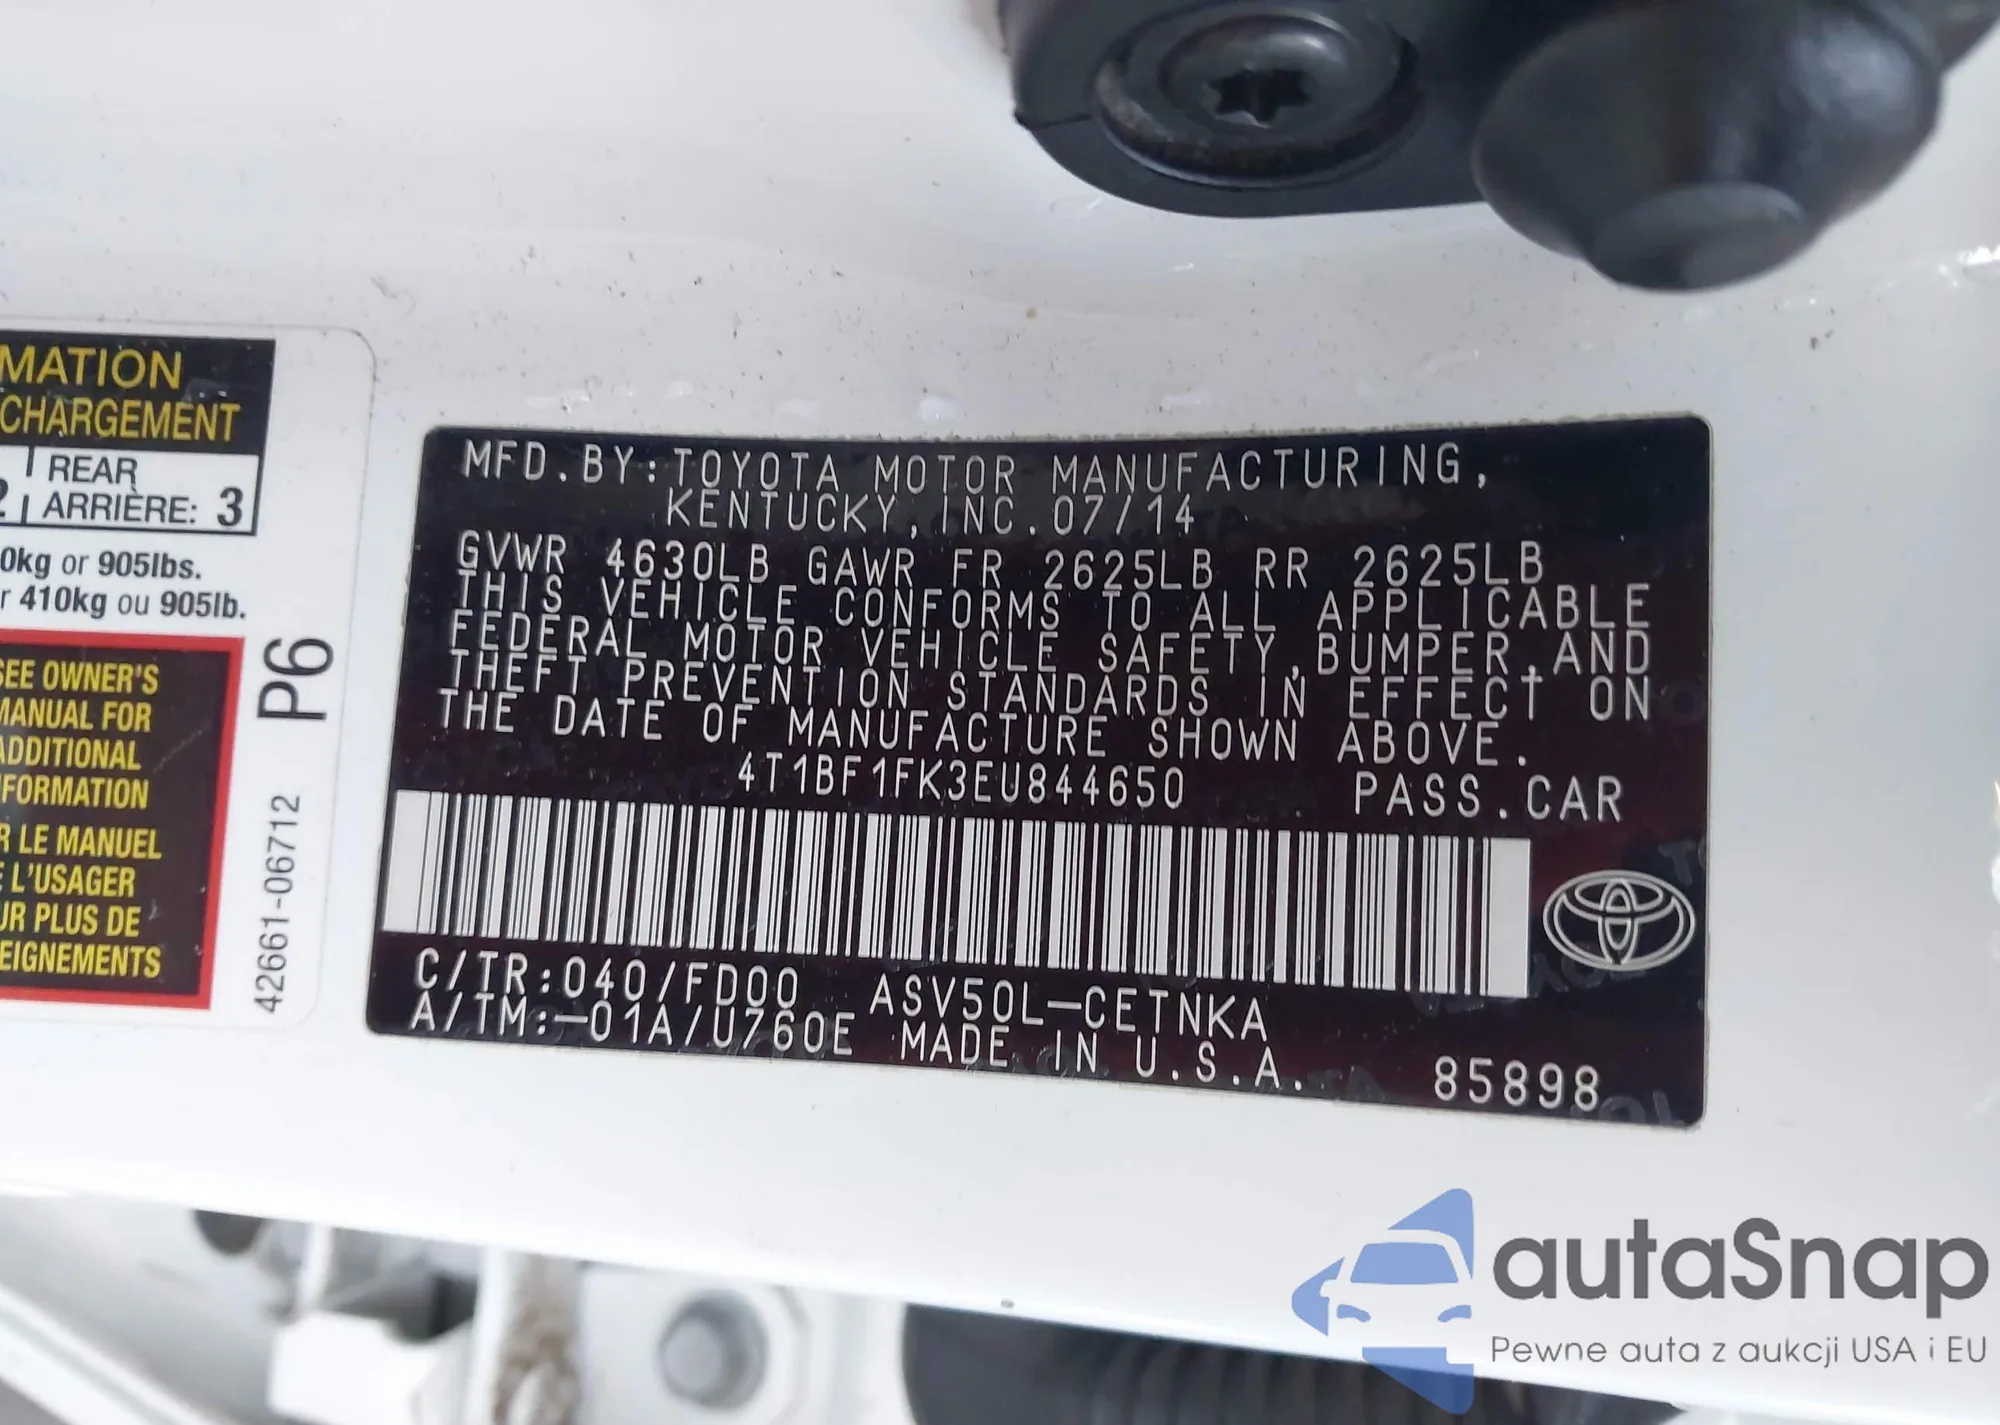 MATION
CHARGEMENT
REAR
ARRIÈRE: 3
0kg or 905lbs.
r 410kg ou 905lb.
SEE OWNER'S
MANUAL FOR
ADDITIONAL
FORMATION
R LE MANUEL
E L'USAGER
UR PLUS DE
EIGNEMENTS
P6
42661-06712
MFD.BY:TOYOTA MOTOR MANUFACTURING,
KENTUCKY,INC.07/14
GVWR 4630LB GAWR FR 2625LB RR 2625LB
THIS VEHICLE CONFORMS TO ALL APPLICABLE
FEDERAL MOTOR VEHICLE SAFETY,BUMPER,AND
THEFT PREVENTION STANDARDS IN EFFECT ON
THE DATE OF MANUFACTURE SHOWN ABOVE.
4T1BF1FK3EU844650 PASS.CAR
C/TR:040/FD00 ASV50L-CETNKA
A/TM:-01A/U760E MADE IN U.S.A.
85898
autaSnap
Pewne auta z aukcji USA i EU